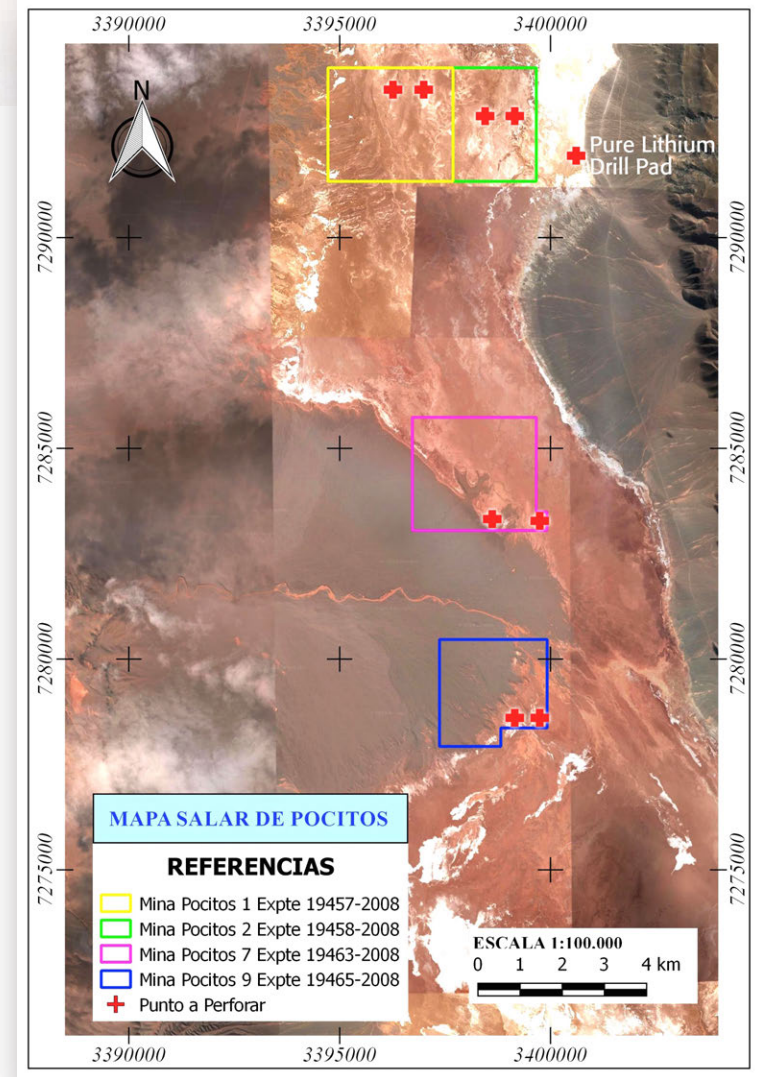 3390000 3395000 3400000
N
Pure Lithium
Drill Pad
7290000 7290000
7285000 7285000
7280000 7280000
7275000 7275000
MAPA SALAR DE POCITOS
REFERENCIAS
Mina Pocitos 1 Expte 19457-2008
Mina Pocitos 2 Expte 19458-2008
Mina Pocitos 7 Expte 19463-2008
Mina Pocitos 9 Expte 19465-2008
Punto a Perforar
ESCALA 1:100.000
0 1 2 3 4 km
3390000 3395000 3400000